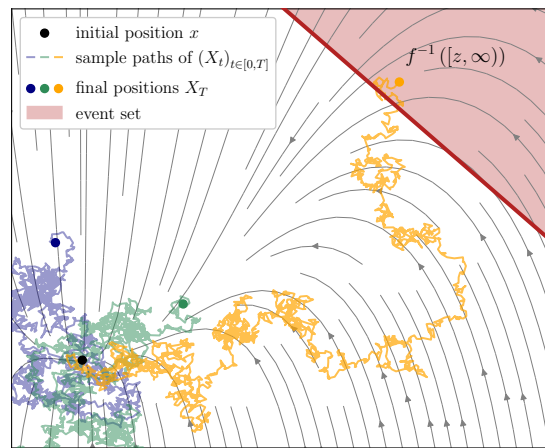 initial position x
sample paths of (X_t)_{t∈[0,T]}
final positions X_T
event set
f^{-1}([z, ∞))